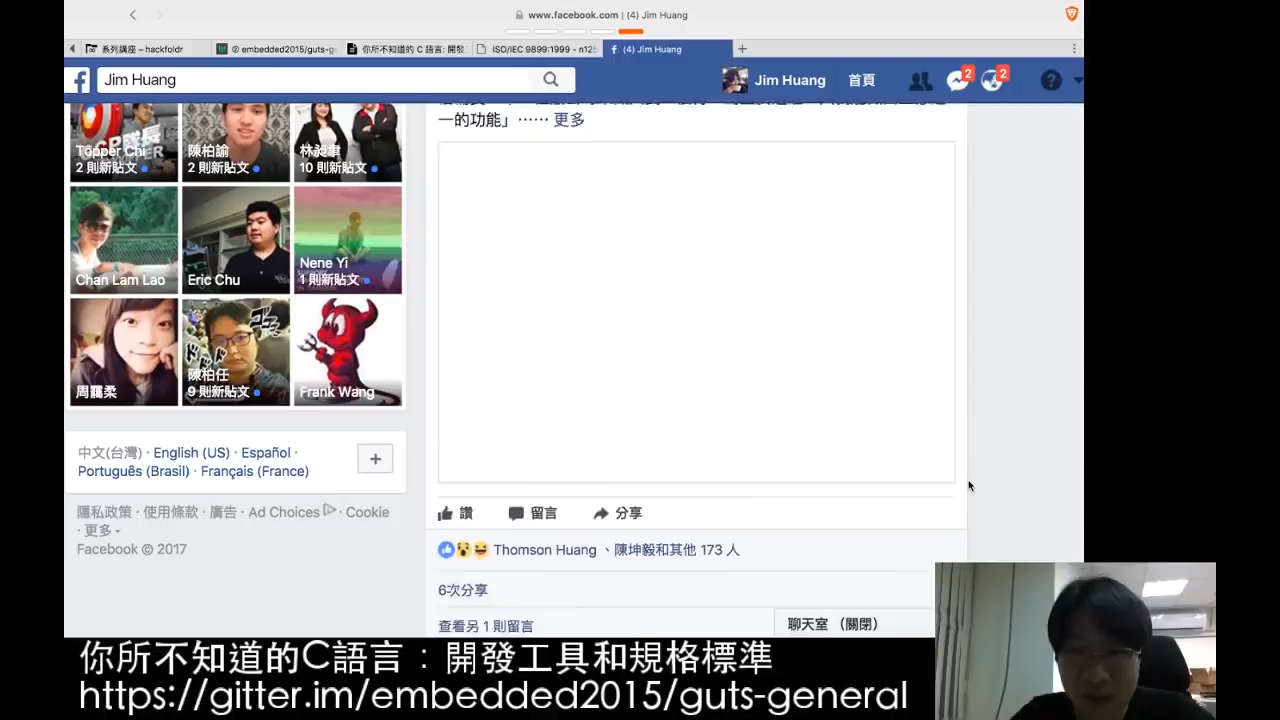 www.facebook.com | (4) Jim Huang
系列講座 – hackfoldr
embedded2015/guts-g
你所不知道的 C 語言: 開發
ISO/IEC 9899:1999 - n12
(4) Jim Huang
Jim Huang
Jim Huang
首頁
2
2
一的功能」…… 更多
Topper Chi
2 則新貼文
陳柏諭
2 則新貼文
林昶聿
10 則新貼文
Chan Lam Lao
Eric Chu
Nene Yi
1 則新貼文
周靄柔
陳柏任
9 則新貼文
Frank Wang
中文(台灣) · English (US) · Español ·
Português (Brasil) · Français (France)
隱私政策 · 使用條款 · 廣告 · Ad Choices · Cookie
· 更多
Facebook © 2017
讚 留言 分享
Thomson Huang 、陳坤毅和其他 173 人
6次分享
查看另 1 則留言
聊天室 （關閉）
你所不知道的C語言：開發工具和規格標準
https://gitter.im/embedded2015/guts-general